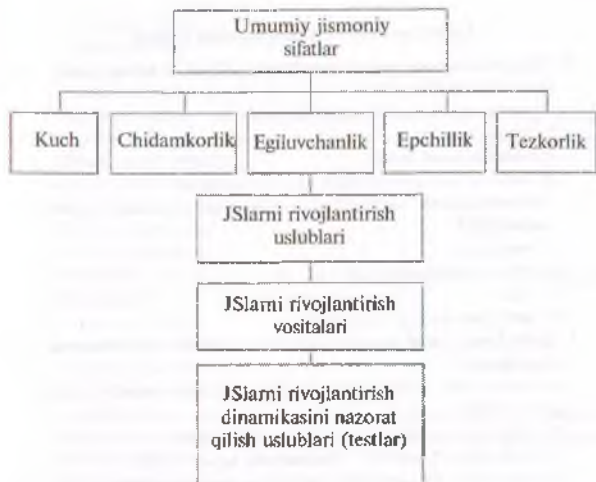 Umumiy jismoniy
sifatlar
Kuch
Chidamkorlik
Egiluvchanlik
Epchillik
Tezkorlik
JSlarni rivojlantirish
uslublari
JSlarni rivojlantirish
vositalari
JSlarni rivojlantirish
dinamikasini nazorat
qilish uslublari (testlar)